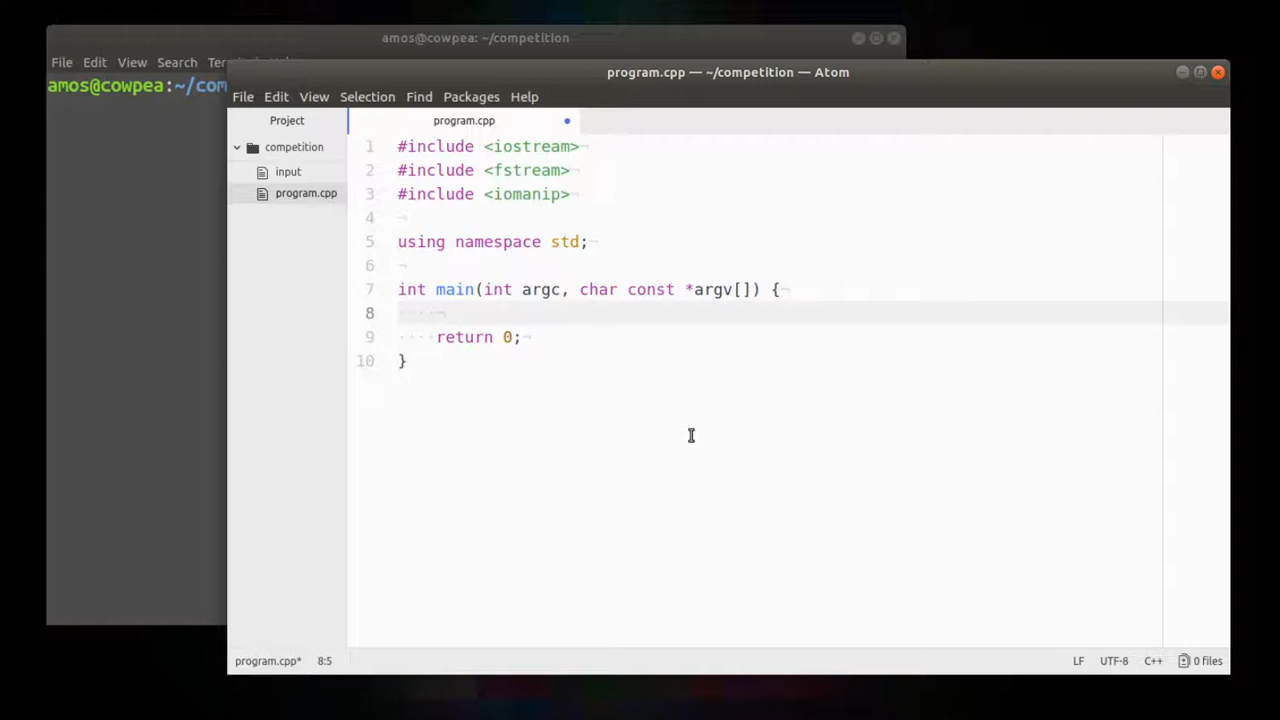 amos@cowpea: ~/competition
File Edit View Search
amos@cowpea:~/com
program.cpp — ~/competition — Atom
File Edit View Selection Find Packages Help
Project
competition
input
program.cpp
program.cpp
1 #include <iostream>
2 #include <fstream>
3 #include <iomanip>
4
5 using namespace std;
6
7 int main(int argc, char const *argv[]) {
8
9 return 0;
10 }
program.cpp* 8:5 LF UTF-8 C++ 0 files